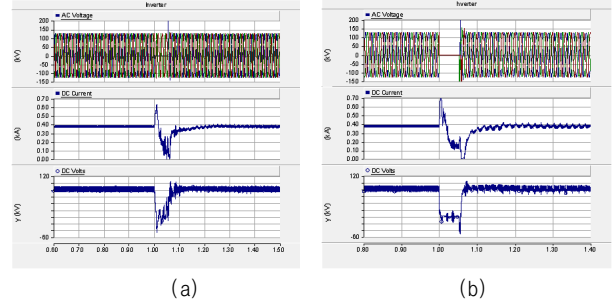 Inverter
AC Voltage
(kV)
200
150
100
50
0
-50
-100
-150
DC Current
(kA)
0.70
0.60
0.50
0.40
0.30
0.20
0.10
0.00
DC Volts
y (kV)
120
-60
0.60 0.70 0.80 0.90 1.00 1.10 1.20 1.30 1.40 1.50
(a)
Inverter
AC Voltage
(kV)
200
150
100
50
0
-50
-100
-150
DC Current
(kA)
0.70
0.60
0.50
0.40
0.30
0.20
0.10
0.00
DC Volts
y (kV)
120
-60
0.80 0.90 1.00 1.10 1.20 1.30 1.40
(b)